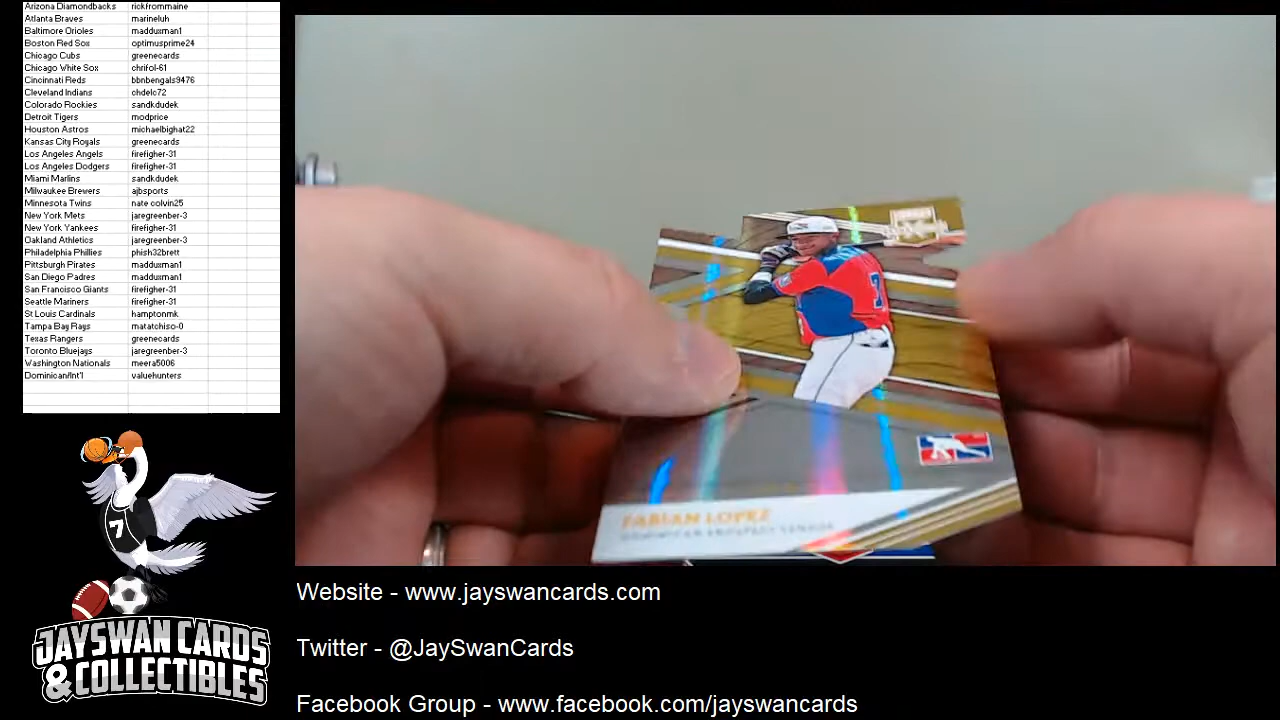 Arizona Diamondbacks rickfrommaine
Atlanta Braves marineluh
Baltimore Orioles madduxman1
Boston Red Sox optimusprime24
Chicago Cubs greenecards
Chicago White Sox chrifol-61
Cincinnati Reds bbnbengals9476
Cleveland Indians chdelc72
Colorado Rockies sandkdudek
Detroit Tigers modprice
Houston Astros michaelbighat22
Kansas City Royals greenecards
Los Angeles Angels firefigher-31
Los Angeles Dodgers firefigher-31
Miami Marlins sandkdudek
Milwaukee Brewers ajbsports
Minnesota Twins nate colvin25
New York Mets jaregreenber-3
New York Yankees firefigher-31
Oakland Athletics jaregreenber-3
Philadelphia Phillies phish32brett
Pittsburgh Pirates madduxman1
San Diego Padres madduxman1
San Francisco Giants firefigher-31
Seattle Mariners firefigher-31
St Louis Cardinals hamptonmk
Tampa Bay Rays matatchiso-0
Texas Rangers greenecards
Toronto Bluejays jaregreenber-3
Washington Nationals meera5006
Dominican/Int'l valuehunters
7
JAYSWAN CARDS
& COLLECTIBLES
FABIAN LOPEZ
Website - www.jayswancards.com
Twitter - @JaySwanCards
Facebook Group - www.facebook.com/jayswancards